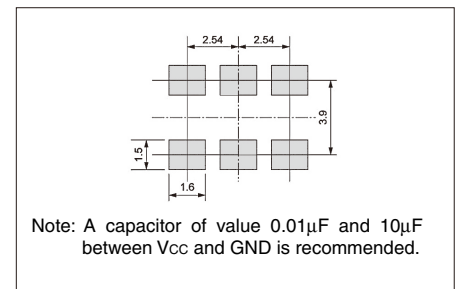 2.54 2.54
3.9
1.5
1.6
Note: A capacitor of value 0.01µF and 10µF
between Vcc and GND is recommended.